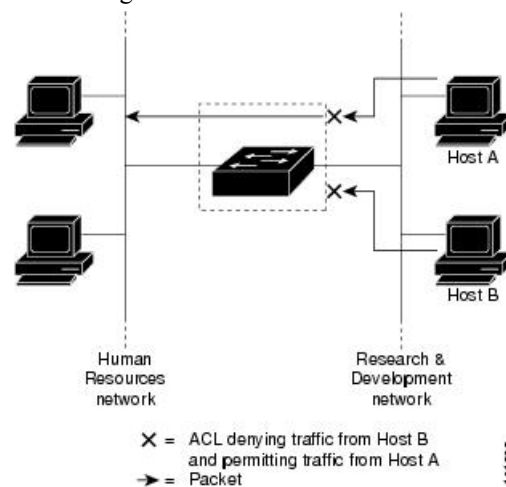 Host A
Host B
Human
Resources
network
Research &
Development
network
X = ACL denying traffic from Host B
and permitting traffic from Host A
= Packet